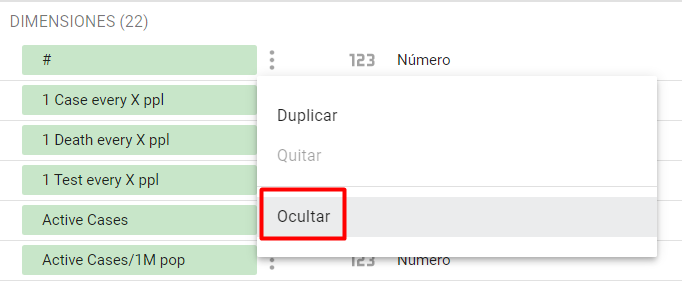 DIMENSIONES (22)
# 123 Número
1 Case every X ppl
Duplicar
1 Death every X ppl
Quitar
1 Test every X ppl
Ocultar
Active Cases
Active Cases/1M pop 123 Número